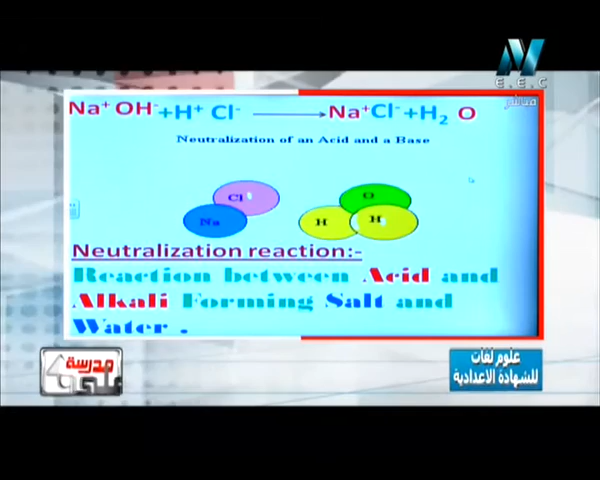 E.E.C
مباشر
Na⁺ OH⁻+H⁺ Cl⁻ → Na⁺Cl⁻+H₂ O
Neutralization of an Acid and a Base
Cl
Na
O
H
H
Neutralization reaction:-
Reaction between Acid and
Alkali Forming Salt and
Water .
مدرسة
علوم لغات
للشهادة الاعدادية